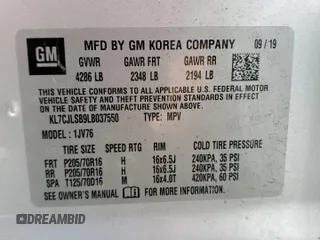 GM
MFD BY GM KOREA COMPANY 09/19
GVWR GAWR FRT GAWR RR
4286 LB 2348 LB 2194 LB
THIS VEHICLE CONFORMS TO ALL APPLICABLE U.S. FEDERAL
MOTOR VEHICLE SAFETY, BUMPER, AND THEFT PREVENTION
STANDARDS IN EFFECT ON THE DATE OF MANUFACTURE SHOWN ABOVE.
KL7CJLSB9LB037550 TYPE: MPV
MODEL: 1JV76
TIRE SIZE SPEED RTG RIM COLD TIRE PRESSURE
FRT P205/70R16 H 16x6.5J 240KPA, 35 PSI
RR P205/70R16 H 16x6.5J 240KPA, 35 PSI
SPA T125/70D16 M 16x4.0T 420KPA, 60 PSI
SEE OWNER'S MANUAL FOR ADDITIONAL INFORMATION.
©DREAMBID